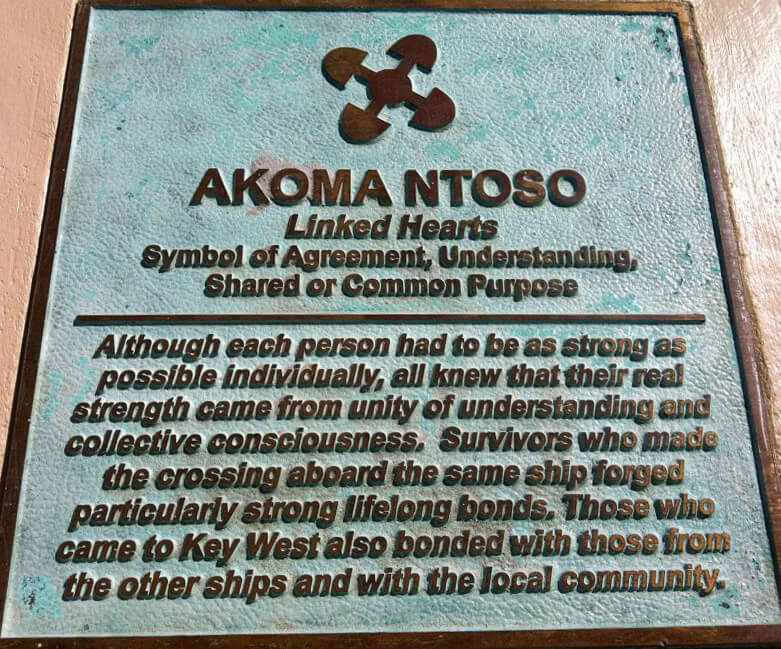 AKOMA NTOSO
Linked Hearts
Symbol of Agreement, Understanding,
Shared or Common Purpose
Although each person had to be as strong as
possible individually, all knew that their real
strength came from unity of understanding and
collective consciousness. Survivors who made
the crossing aboard the same ship forged
particularly strong lifelong bonds. Those who
came to Key West also bonded with those from
the other ships and with the local community.